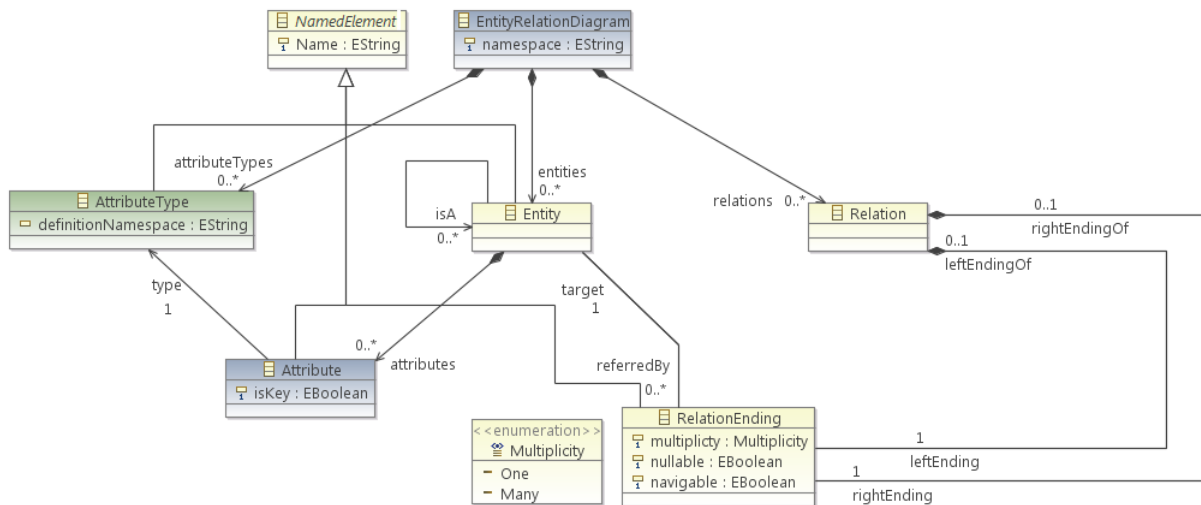 NamedElement
Name : EString
EntityRelationDiagram
namespace : EString
attributeTypes
0..*
entities
0..*
relations 0..*
AttributeType
definitionNamespace : EString
isA
0..*
Entity
Relation
0..1
rightEndingOf
0..1
leftEndingOf
type
1
target
1
0..*
attributes
referredBy
0..*
Attribute
isKey : EBoolean
<<enumeration>>
Multiplicity
One
Many
RelationEnding
multiplicty : Multiplicity
nullable : EBoolean
navigable : EBoolean
1
leftEnding
1
rightEnding